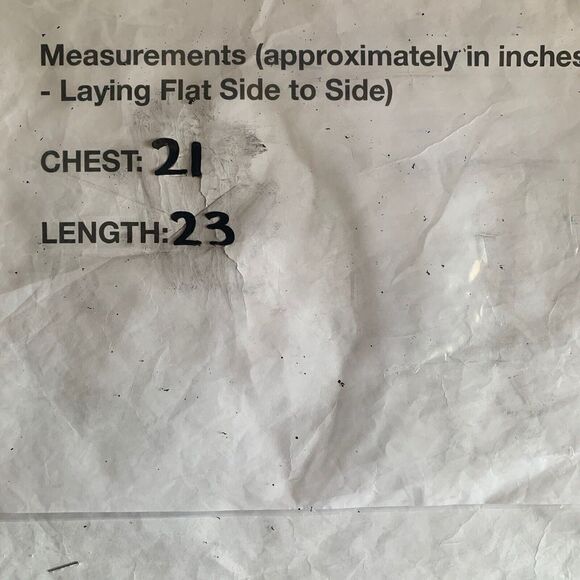 Measurements (approximately in inches
- Laying Flat Side to Side)
CHEST: 21
LENGTH: 23